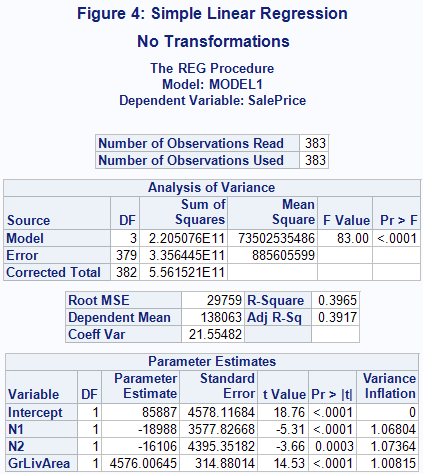 Figure 4: Simple Linear Regression
No Transformations
The REG Procedure
Model: MODEL1
Dependent Variable: SalePrice
Number of Observations Read 383
Number of Observations Used 383
Analysis of Variance
Source DF Sum of Squares Mean Square F Value Pr > F
Model 3 2.205076E11 73502535486 83.00 <.0001
Error 379 3.356445E11 885605599
Corrected Total 382 5.561521E11
Root MSE 29759 R-Square 0.3965
Dependent Mean 138063 Adj R-Sq 0.3917
Coeff Var 21.55482
Parameter Estimates
Variable DF Parameter Estimate Standard Error t Value Pr > |t| Variance Inflation
Intercept 1 85887 4578.11684 18.76 <.0001 0
N1 1 -18988 3577.82668 -5.31 <.0001 1.06804
N2 1 -16106 4395.35182 -3.66 0.0003 1.07364
GrLivArea 1 4576.00645 314.88014 14.53 <.0001 1.00815